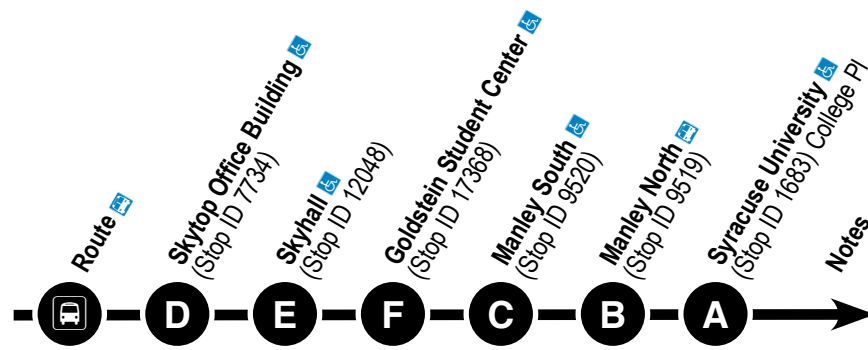 Route
Skytop Office Building
(Stop ID 7734)
Skyhall
(Stop ID 12048)
Goldstein Student Center
(Stop ID 17368)
Manley South
(Stop ID 9520)
Manley North
(Stop ID 9519)
Syracuse University
(Stop ID 1683) College Pl
Notes
D
E
F
C
B
A